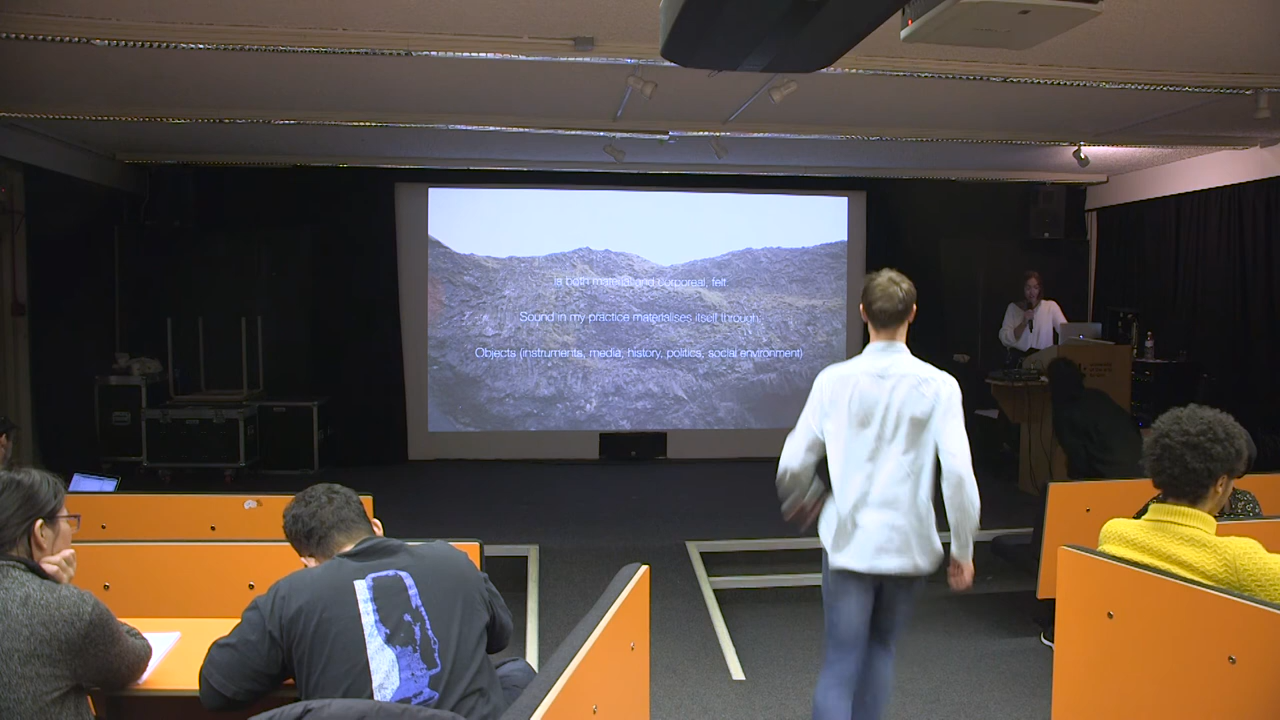 is both material and corporeal, felt.
Sound in my practice materialises itself through:
Objects (instruments, media, history, politics, social environment)